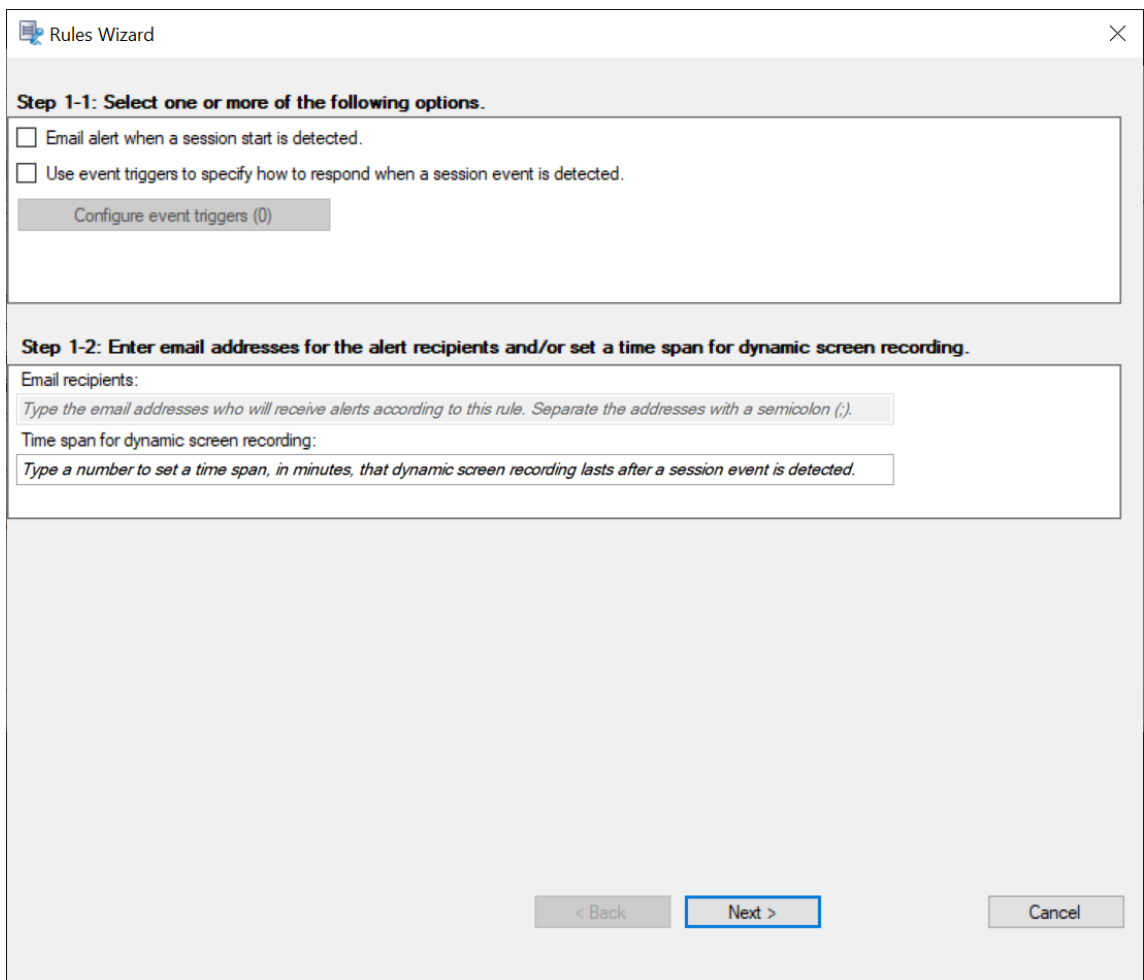 Rules Wizard
Step 1-1: Select one or more of the following options.
Email alert when a session start is detected.
Use event triggers to specify how to respond when a session event is detected.
Configure event triggers (0)
Step 1-2: Enter email addresses for the alert recipients and/or set a time span for dynamic screen recording.
Email recipients:
Type the email addresses who will receive alerts according to this rule. Separate the addresses with a semicolon (;).
Time span for dynamic screen recording:
Type a number to set a time span, in minutes, that dynamic screen recording lasts after a session event is detected.
< Back
Next >
Cancel